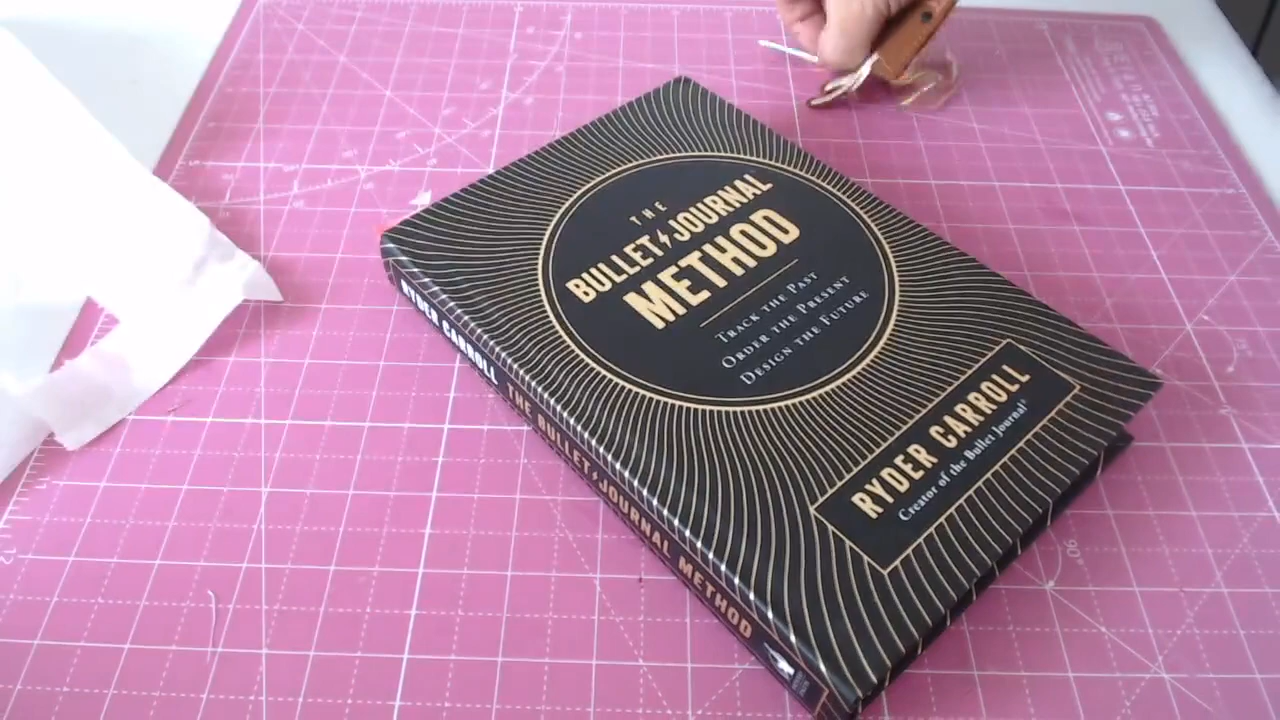 THE
BULLET JOURNAL®
METHOD
TRACK THE PAST
ORDER THE PRESENT
DESIGN THE FUTURE
RYDER CARROLL
Creator of the Bullet Journal®
RYDER CARROLL THE BULLET JOURNAL METHOD